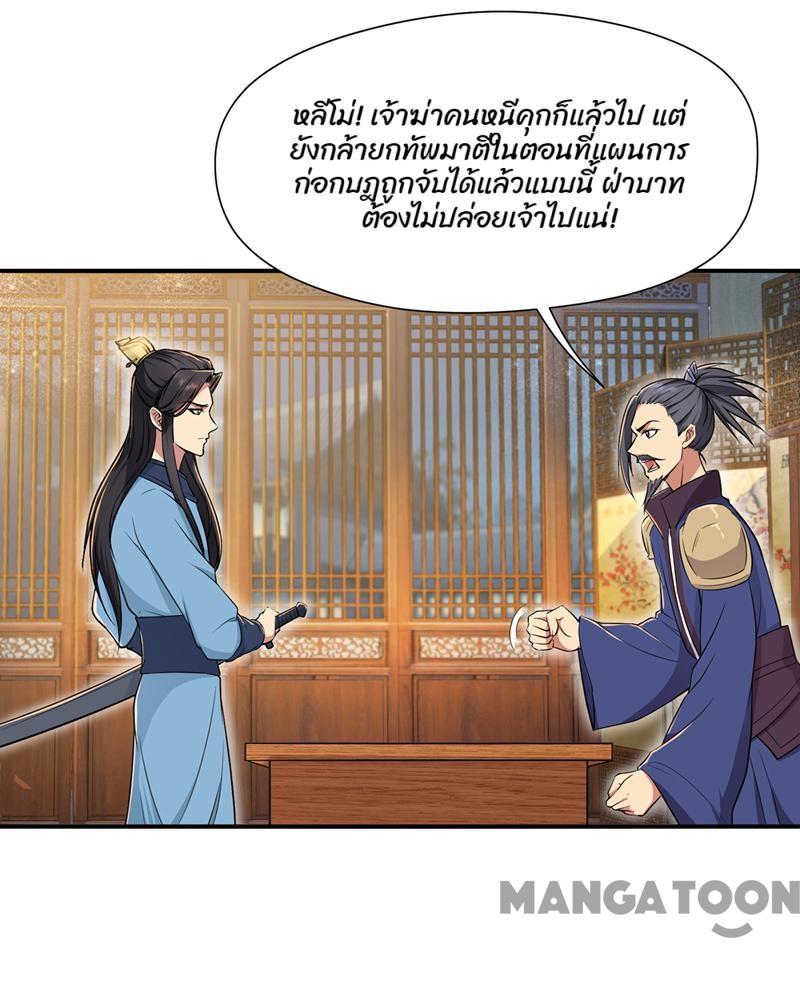 หลีโม่! เจ้าฆ่าคนหนีคุกก็แล้วไป แต่
ยังกล้ายกทัพมาตีในตอนที่แผนการ
ก่อกบฎถูกจับได้แล้วแบบนี้ ฝ่าบาท
ต้องไม่ปล่อยเจ้าไปแน่!
MANGATOON